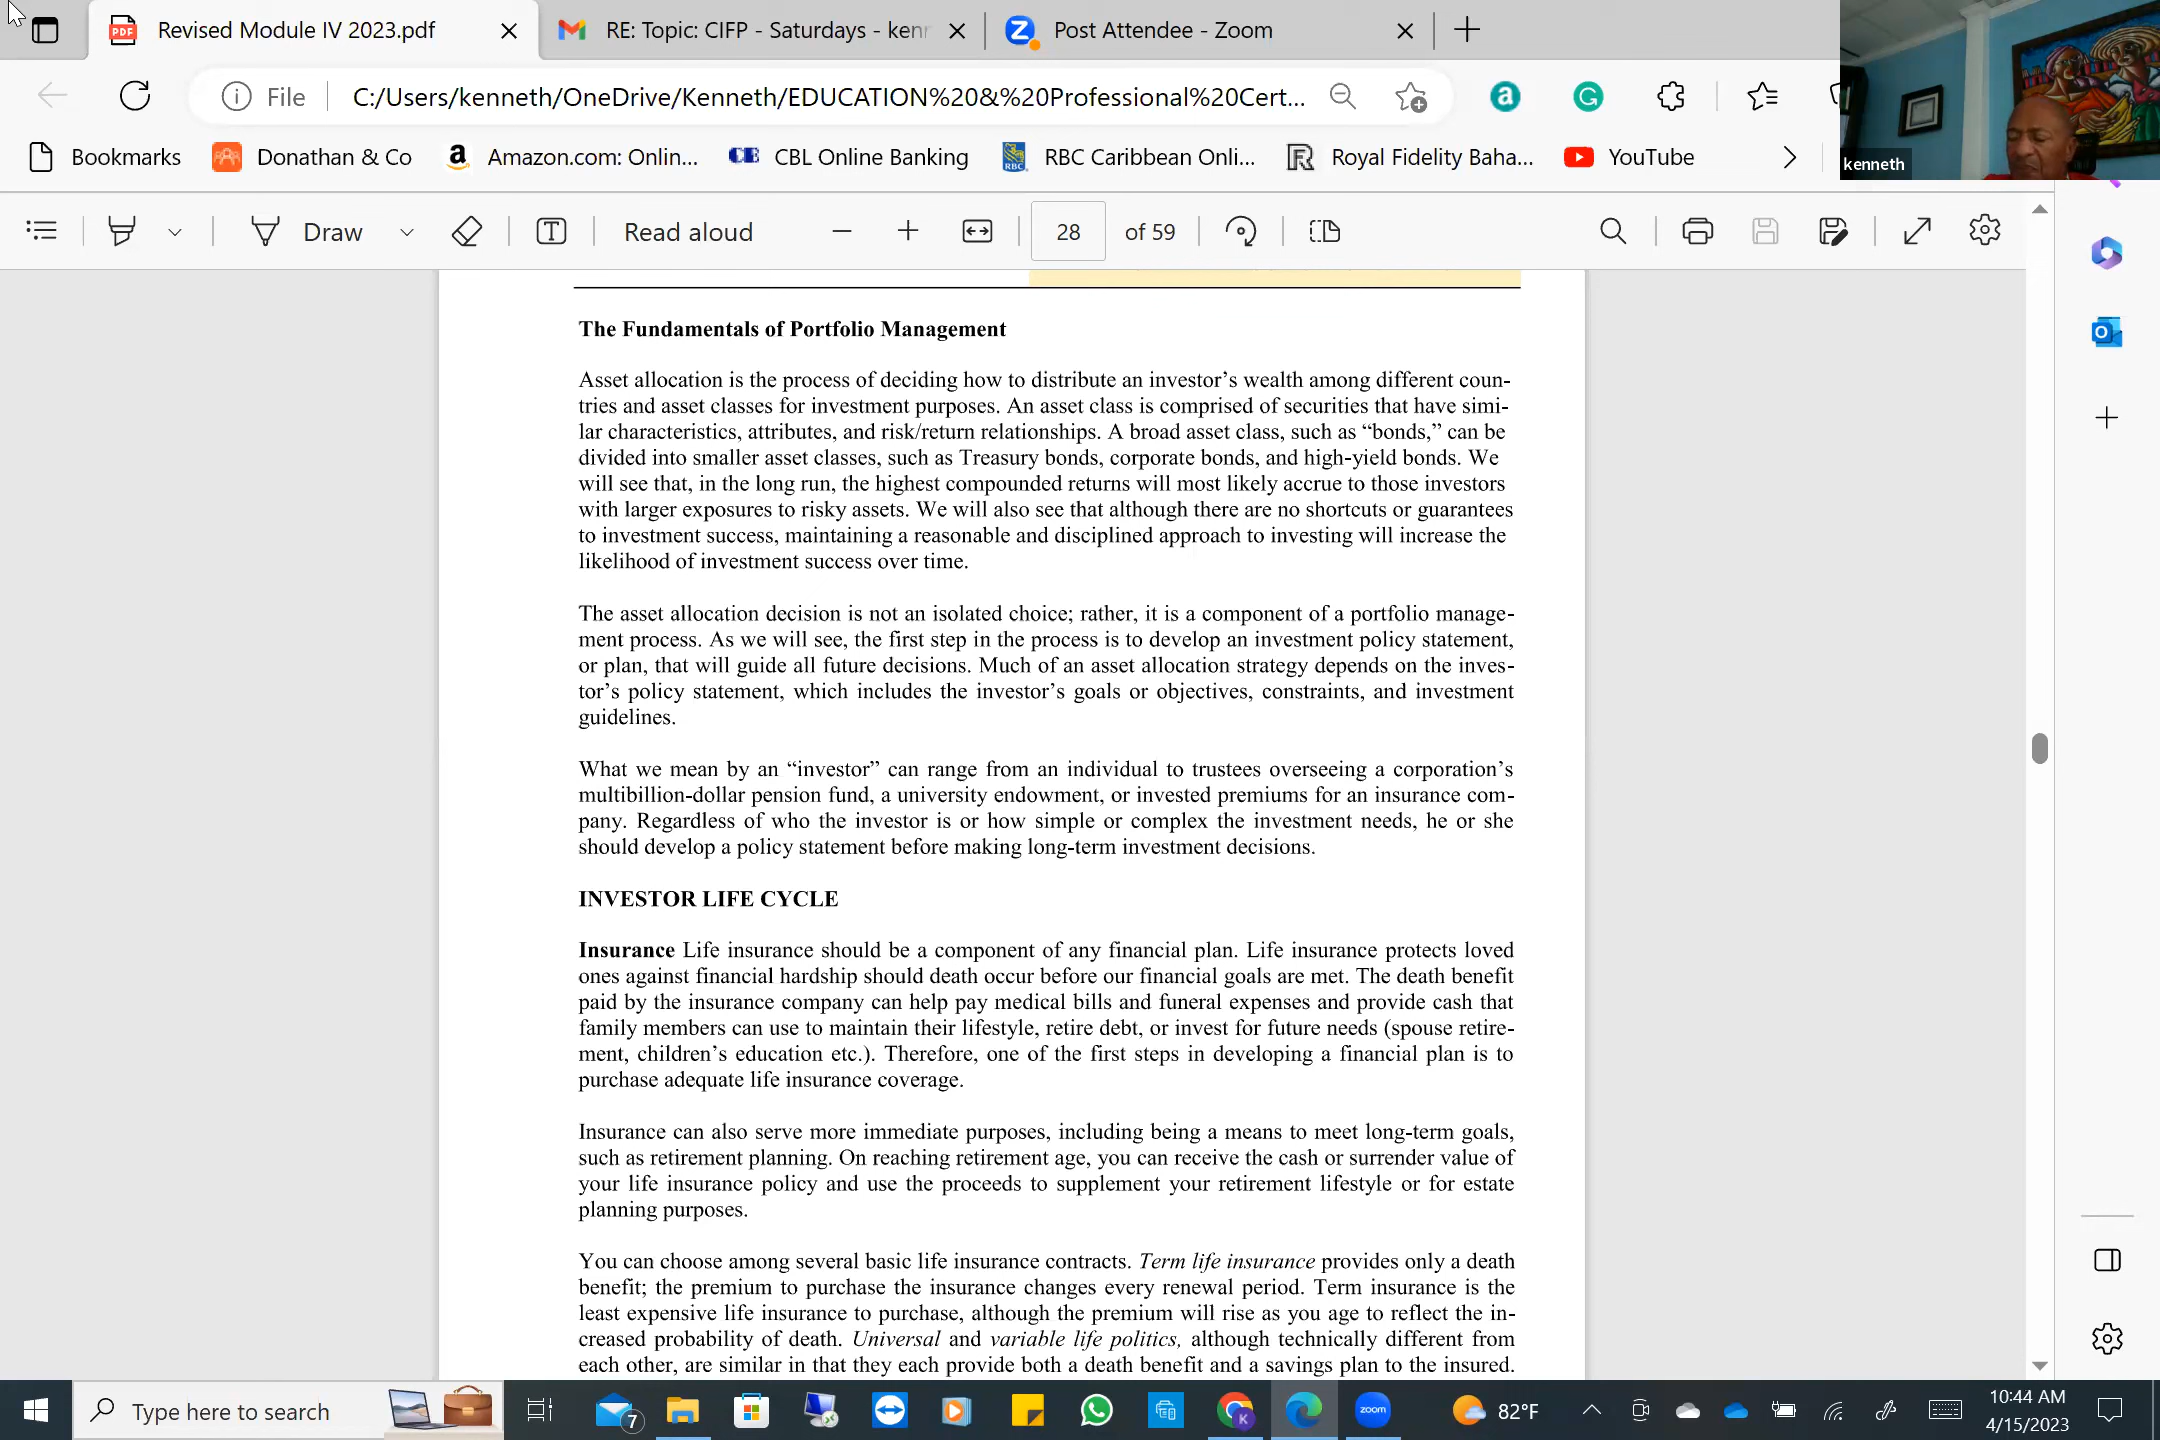 Revised Module IV 2023.pdf
RE: Topic: CIFP - Saturdays - kenn
Post Attendee - Zoom
File
C:/Users/kenneth/OneDrive/Kenneth/EDUCATION%20&%20Professional%20Cert...
Bookmarks
Donathan & Co
Amazon.com: Onlin...
CBL Online Banking
RBC Caribbean Onli...
Royal Fidelity Baha...
YouTube
kenneth
Draw
Read aloud
28
of 59
The Fundamentals of Portfolio Management
Asset allocation is the process of deciding how to distribute an investor’s wealth among different coun-
tries and asset classes for investment purposes. An asset class is comprised of securities that have simi-
lar characteristics, attributes, and risk/return relationships. A broad asset class, such as “bonds,” can be
divided into smaller asset classes, such as Treasury bonds, corporate bonds, and high-yield bonds. We
will see that, in the long run, the highest compounded returns will most likely accrue to those investors
with larger exposures to risky assets. We will also see that although there are no shortcuts or guarantees
to investment success, maintaining a reasonable and disciplined approach to investing will increase the
likelihood of investment success over time.
The asset allocation decision is not an isolated choice; rather, it is a component of a portfolio manage-
ment process. As we will see, the first step in the process is to develop an investment policy statement,
or plan, that will guide all future decisions. Much of an asset allocation strategy depends on the inves-
tor’s policy statement, which includes the investor’s goals or objectives, constraints, and investment
guidelines.
What we mean by an “investor” can range from an individual to trustees overseeing a corporation’s
multibillion-dollar pension fund, a university endowment, or invested premiums for an insurance com-
pany. Regardless of who the investor is or how simple or complex the investment needs, he or she
should develop a policy statement before making long-term investment decisions.
INVESTOR LIFE CYCLE
Insurance Life insurance should be a component of any financial plan. Life insurance protects loved
ones against financial hardship should death occur before our financial goals are met. The death benefit
paid by the insurance company can help pay medical bills and funeral expenses and provide cash that
family members can use to maintain their lifestyle, retire debt, or invest for future needs (spouse retire-
ment, children’s education etc.). Therefore, one of the first steps in developing a financial plan is to
purchase adequate life insurance coverage.
Insurance can also serve more immediate purposes, including being a means to meet long-term goals,
such as retirement planning. On reaching retirement age, you can receive the cash or surrender value of
your life insurance policy and use the proceeds to supplement your retirement lifestyle or for estate
planning purposes.
You can choose among several basic life insurance contracts. Term life insurance provides only a death
benefit; the premium to purchase the insurance changes every renewal period. Term insurance is the
least expensive life insurance to purchase, although the premium will rise as you age to reflect the in-
creased probability of death. Universal and variable life politics, although technically different from
each other, are similar in that they each provide both a death benefit and a savings plan to the insured.
Type here to search
7
zoom
82°F
10:44 AM
4/15/2023